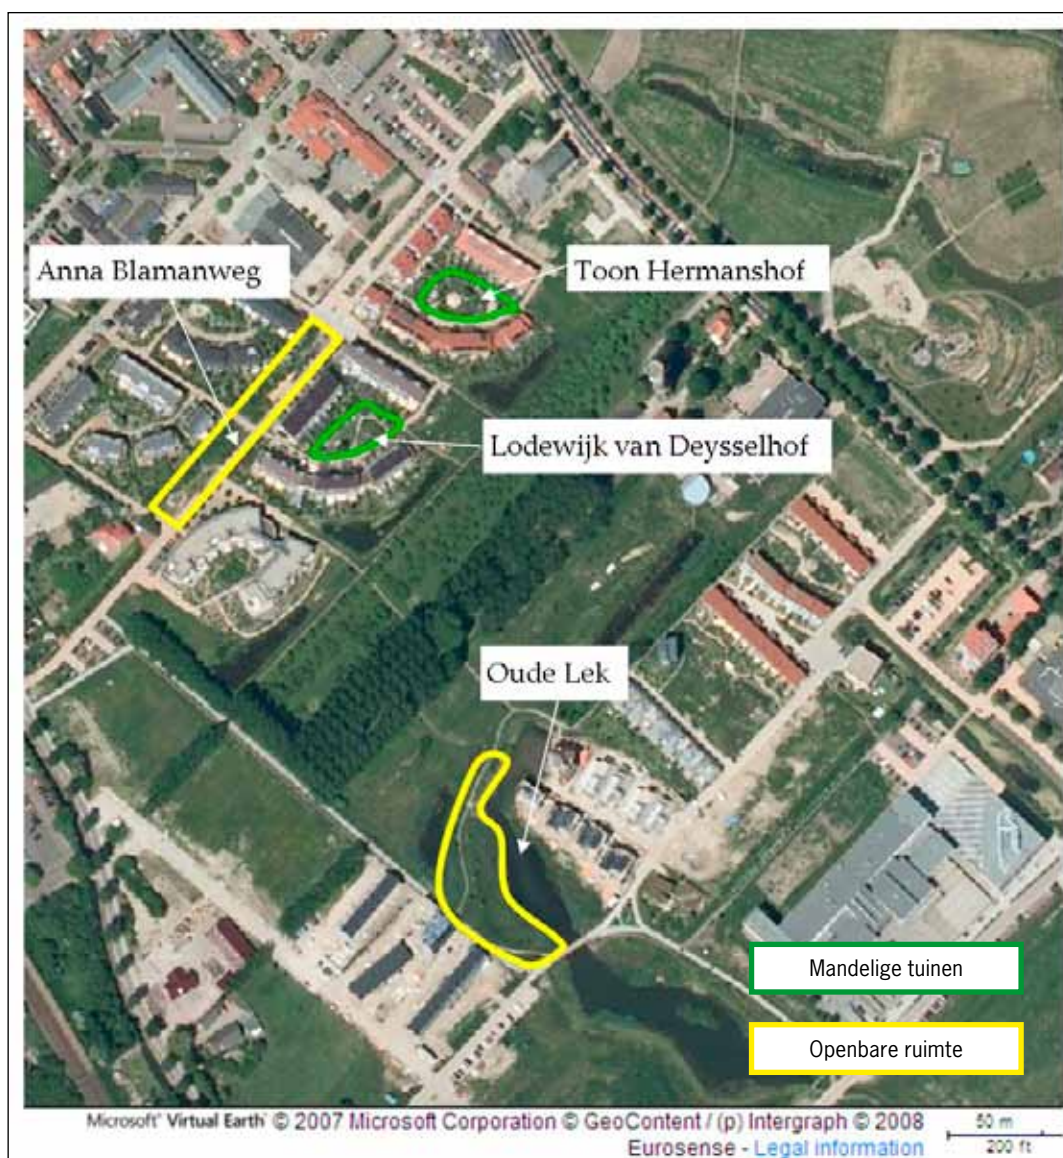 Toon Hermanshof
Anna Blamanweg
Lodewijk van Deysselhof
Oude Lek
Mandelige tuinen
Openbare ruimte
Microsoft® Virtual Earth™ © 2007 Microsoft Corporation © GeoContent / (p) Intergraph © 2008
Eurosense - Legal information
50 m
200 ft